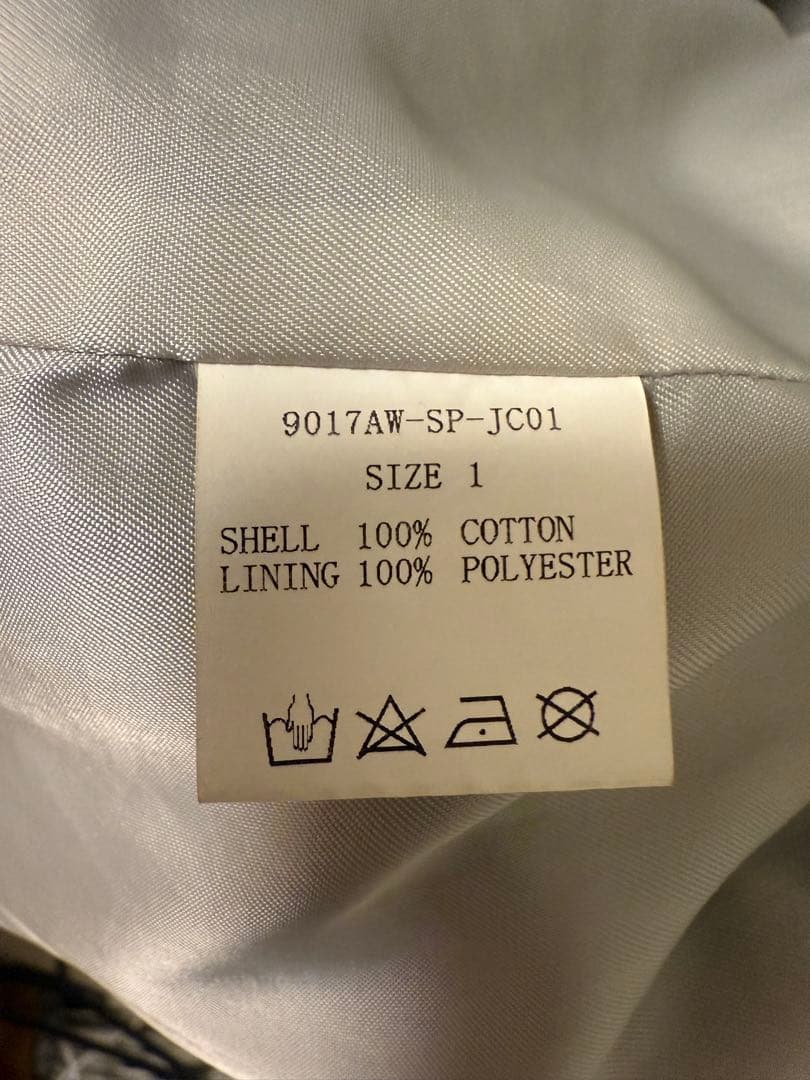 9017AW-SP-JC01
SIZE 1
SHELL 100% COTTON
LINING 100% POLYESTER